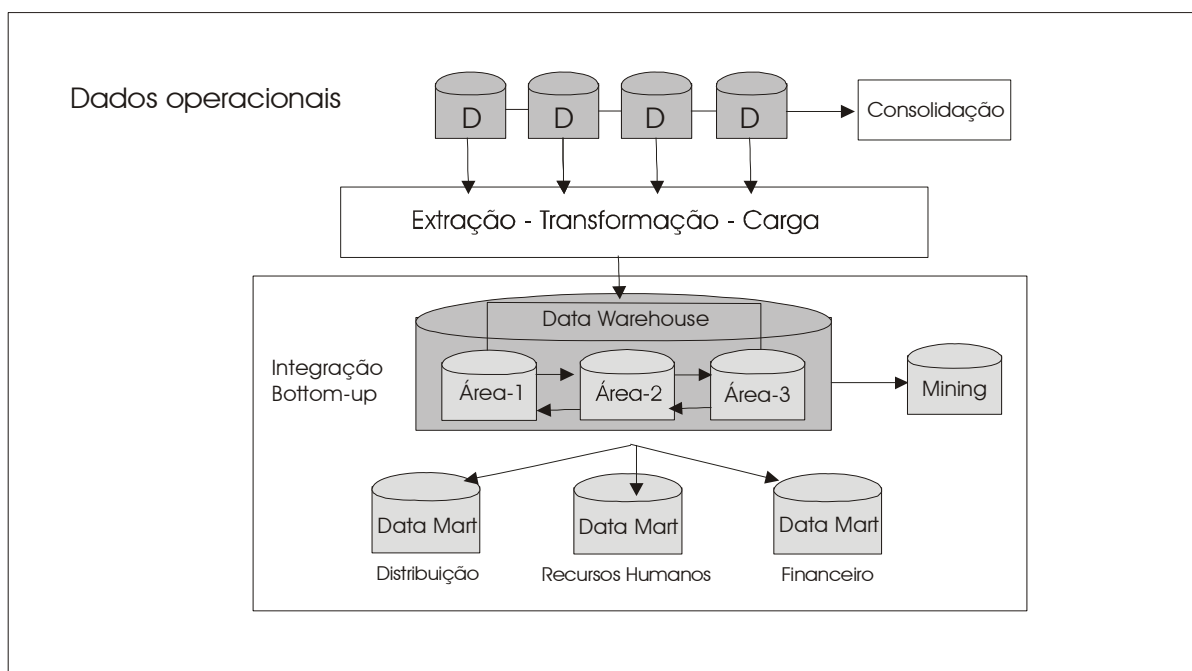 Dados operacionais
D
D
D
D
Consolidação
Extração - Transformação - Carga
Data Warehouse
Integração
Bottom-up
Área-1
Área-2
Área-3
Mining
Data Mart
Data Mart
Data Mart
Distribuição
Recursos Humanos
Financeiro